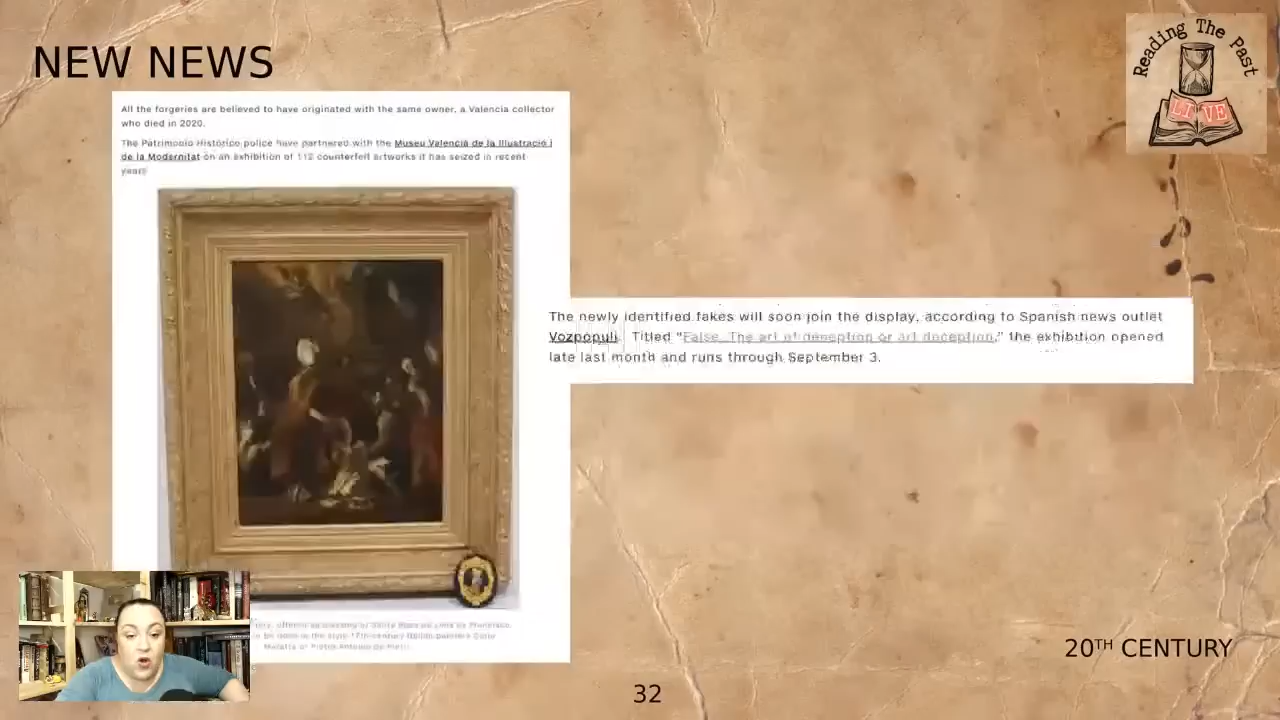 NEW NEWS
Reading The Past
LIVE
All the forgeries are believed to have originated with the same owner, a Valencia collector
who died in 2020.
The Patrimonio Histórico police have partnered with the Museu Valencià de la Il·lustració i
de la Modernitat on an exhibition of 112 counterfeit artworks it has seized in recent
years
The newly identified fakes will soon join the display, according to Spanish news outlet
Vozpopuli. Titled "False. The art of deception or art deception," the exhibition opened
late last month and runs through September 3.
17th-century
20TH CENTURY
32